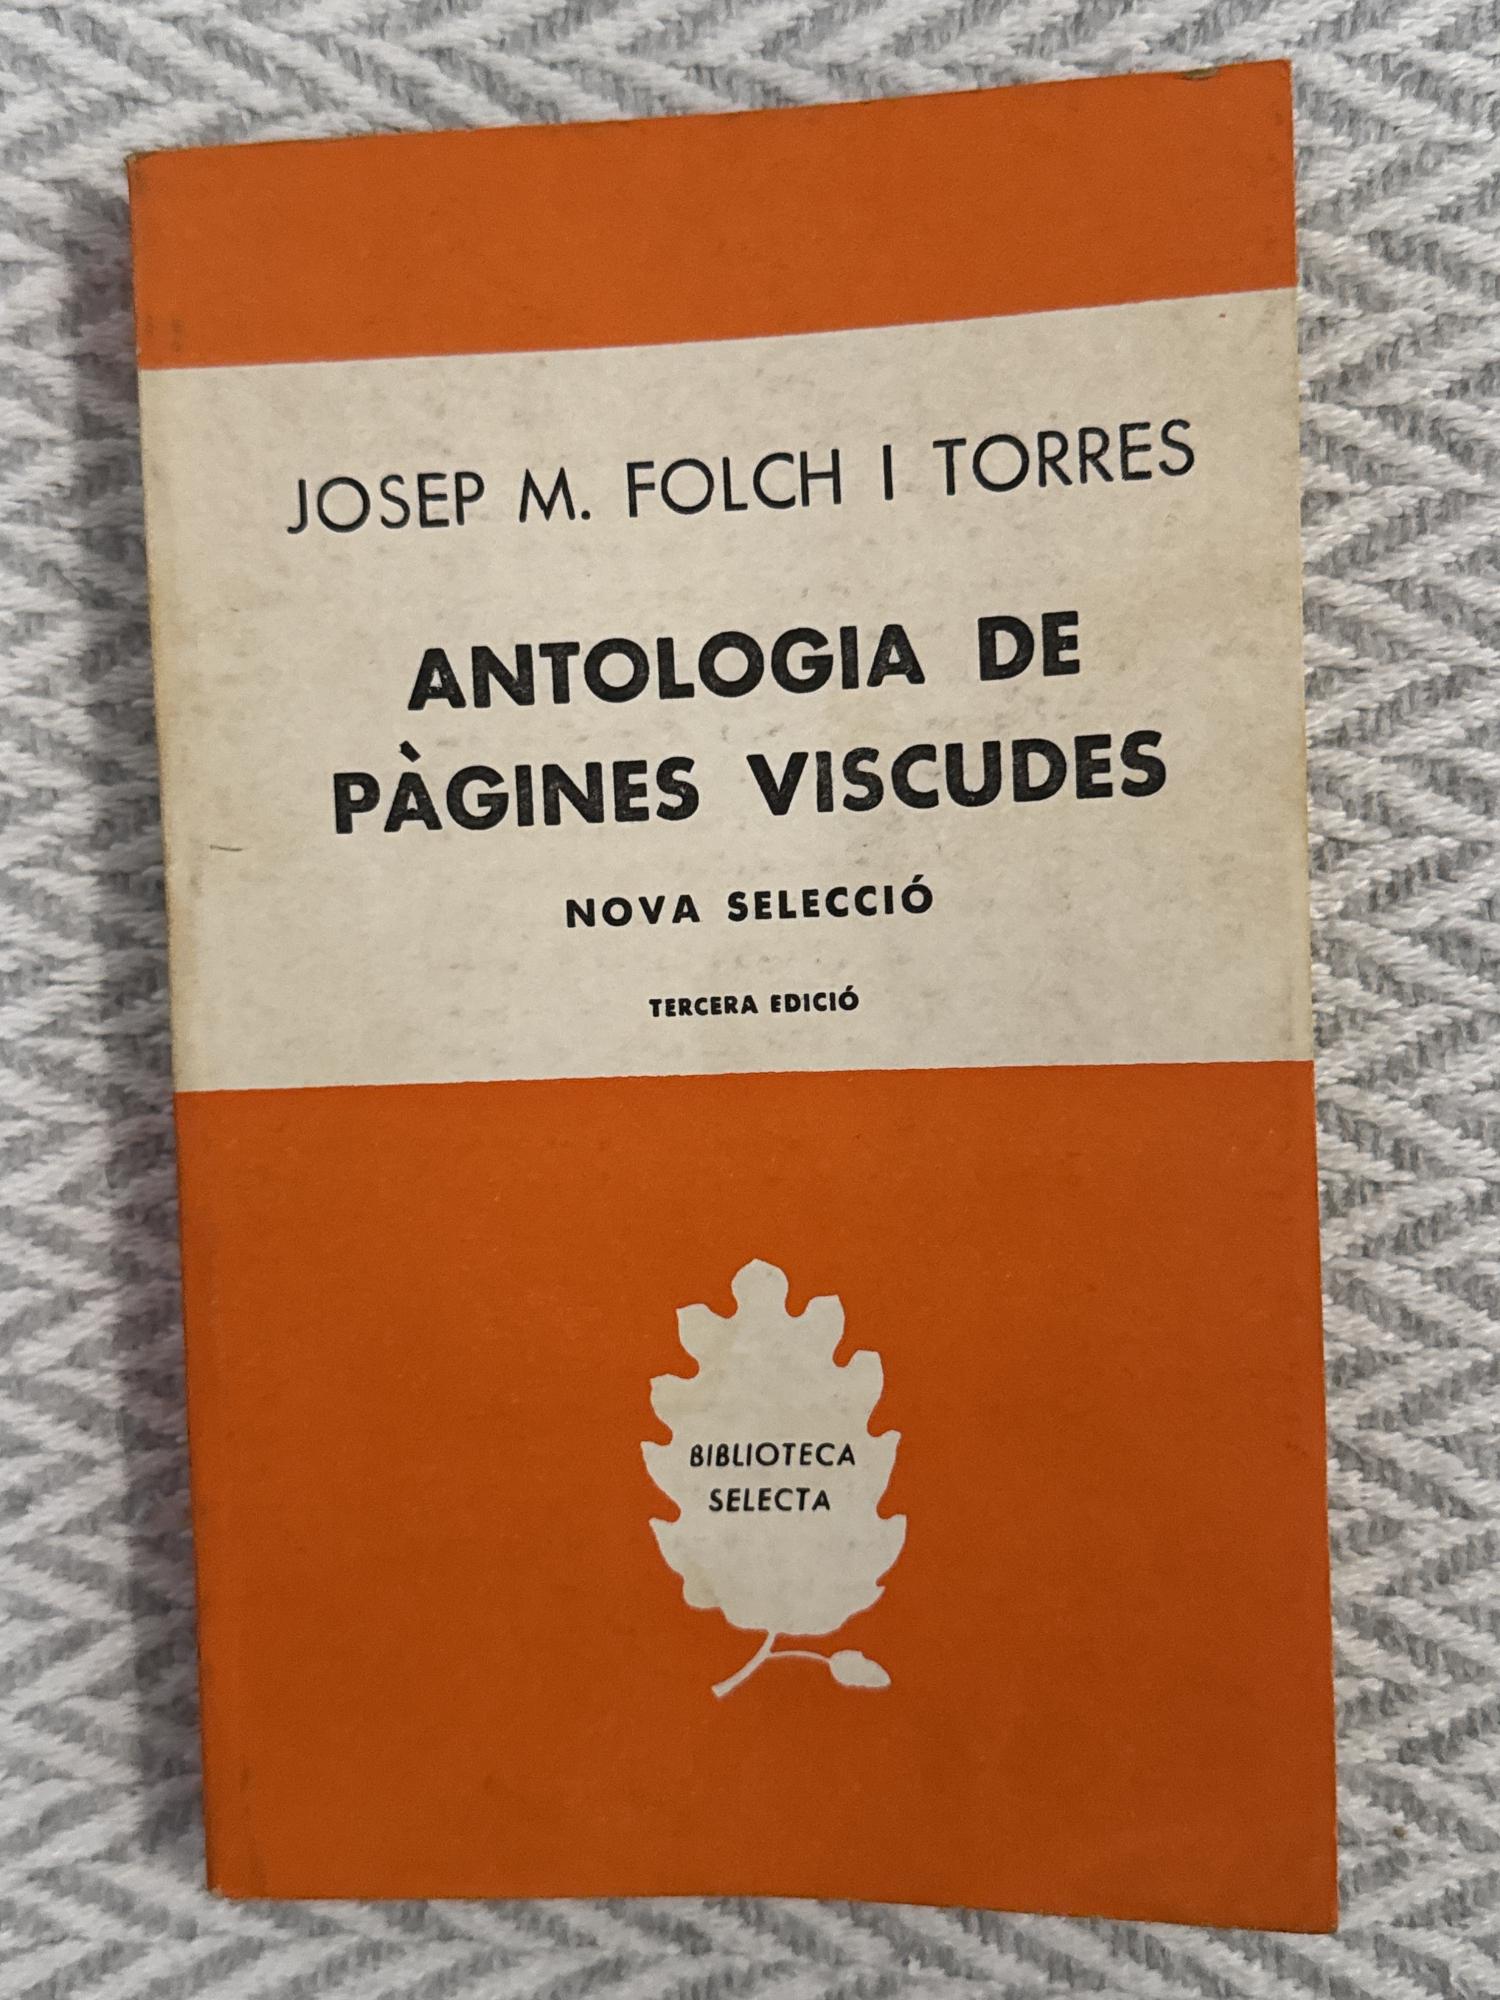 JOSEP M. FOLCH I TORRES
ANTOLOGIA DE
PÀGINES VISCUDES
NOVA SELECCIÓ
TERCERA EDICIÓ
BIBLIOTECA
SELECTA